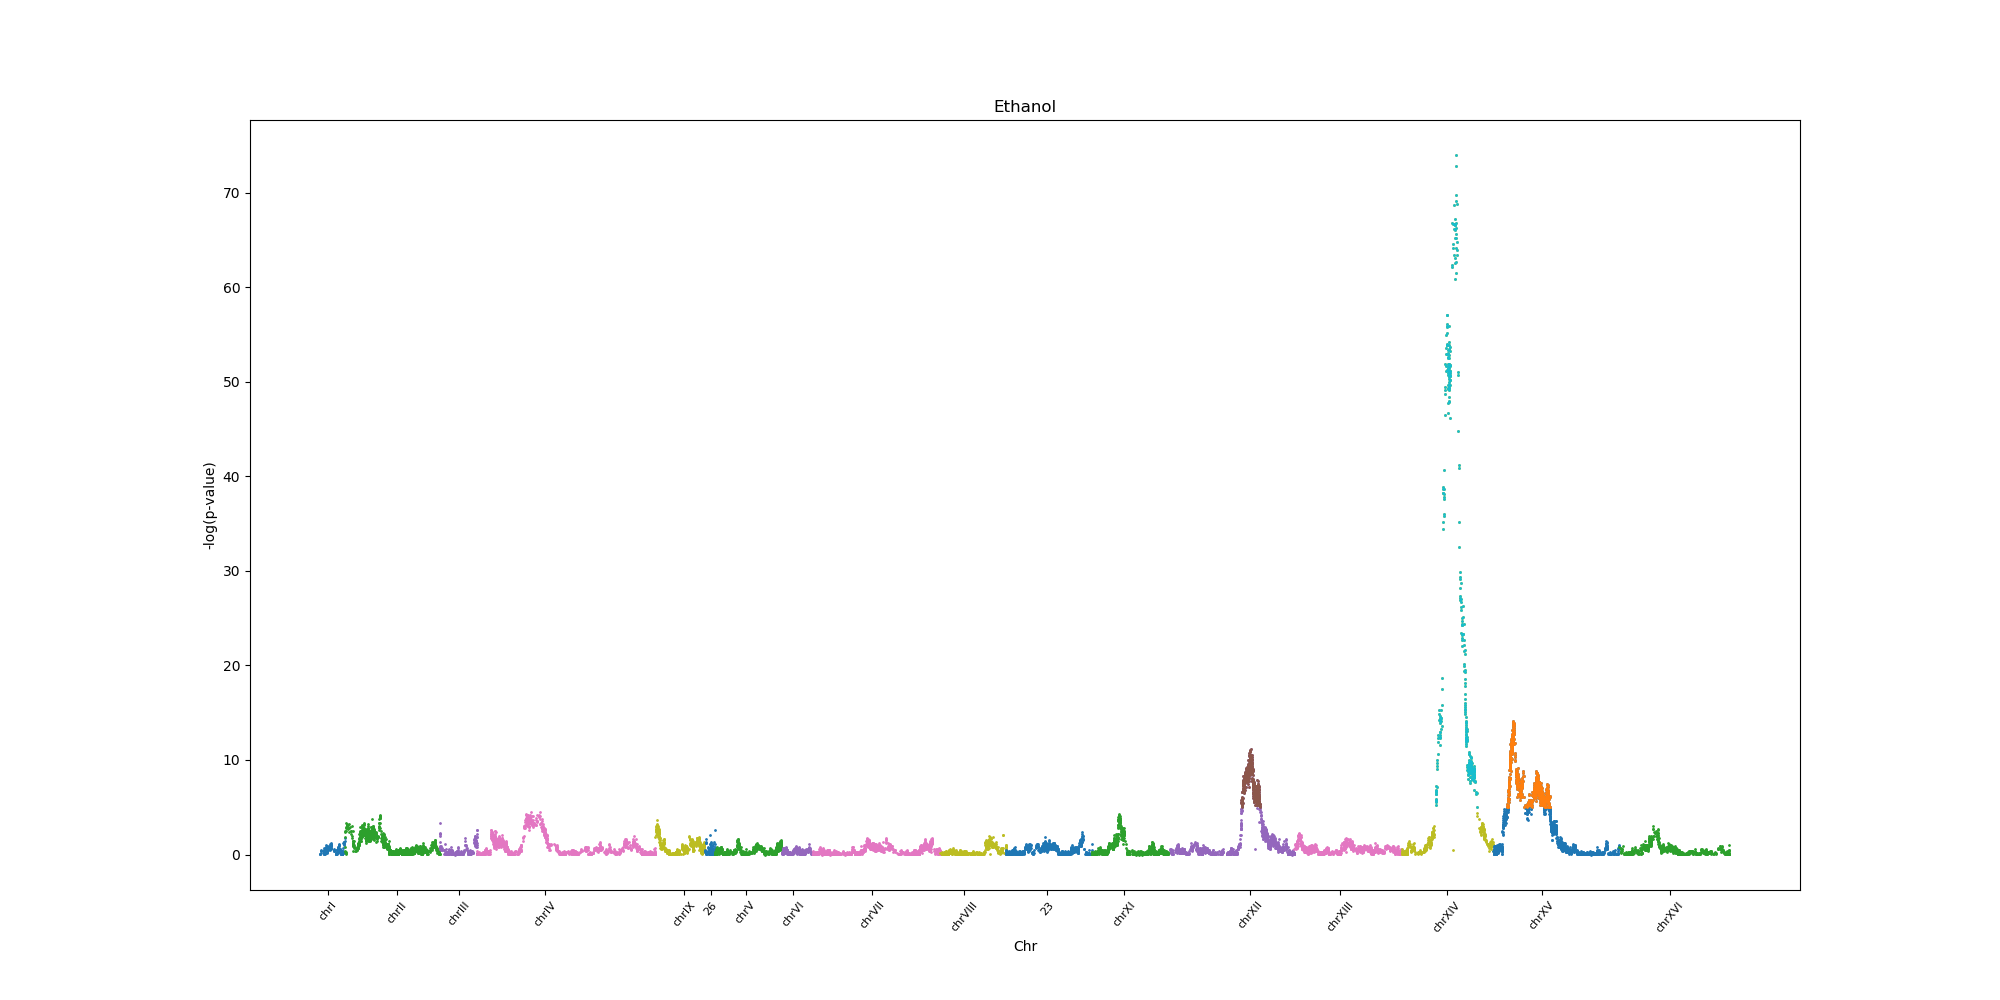 Ethanol
-log(p-value)
70
60
50
40
30
20
10
0
chrI
chrII
chrIII
chrIV
chrIX
26
chrV
chrVI
chrVII
chrVIII
23
chrXI
chrXII
chrXIII
chrXIV
chrXV
chrXVI
Chr